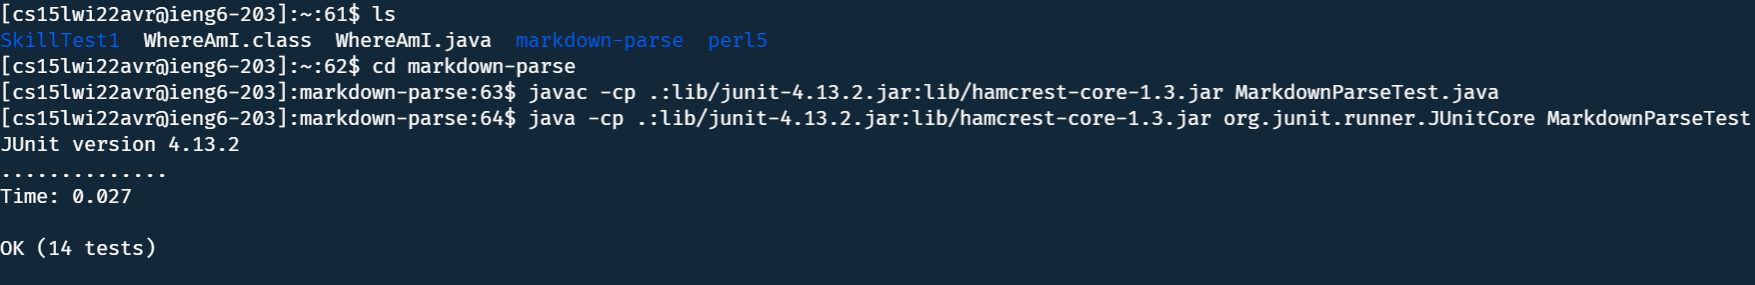 [cs15lwi22avr@ieng6-203]:~:61$ ls
SkillTest1  WhereAmI.class  WhereAmI.java  markdown-parse  perl5
[cs15lwi22avr@ieng6-203]:~:62$ cd markdown-parse
[cs15lwi22avr@ieng6-203]:markdown-parse:63$ javac -cp .:lib/junit-4.13.2.jar:lib/hamcrest-core-1.3.jar MarkdownParseTest.java
[cs15lwi22avr@ieng6-203]:markdown-parse:64$ java -cp .:lib/junit-4.13.2.jar:lib/hamcrest-core-1.3.jar org.junit.runner.JUnitCore MarkdownParseTest
JUnit version 4.13.2
..............
Time: 0.027
OK (14 tests)